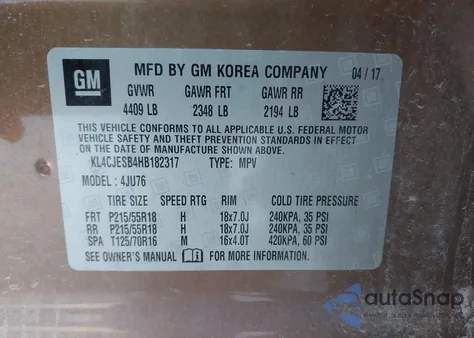 GM MFD BY GM KOREA COMPANY 04/17
GVWR GAWR FRT GAWR RR
4409 LB 2348 LB 2194 LB
THIS VEHICLE CONFORMS TO ALL APPLICABLE U.S. FEDERAL MOTOR
VEHICLE SAFETY AND THEFT PREVENTION STANDARDS IN EFFECT ON
THE DATE OF MANUFACTURE SHOWN ABOVE.
KL4CJESB4HB182317 TYPE: MPV
MODEL: 4JU76
TIRE SIZE SPEED RTG RIM COLD TIRE PRESSURE
FRT P215/55R18 H 18x7.0J 240KPA, 35 PSI
RR P215/55R18 H 18x7.0J 240KPA, 35 PSI
SPA T125/70R16 M 16x4.0T 420KPA, 60 PSI
SEE OWNER'S MANUAL FOR MORE INFORMATION.
autoSnap